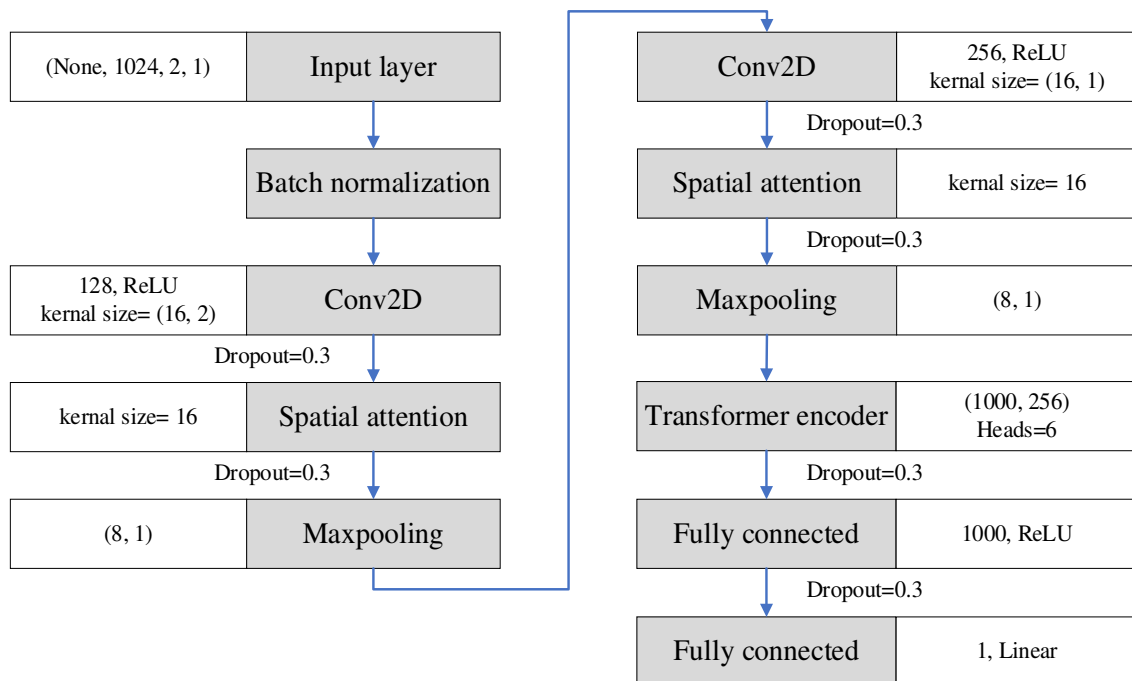 (None, 1024, 2, 1)
Input layer
Batch normalization
128, ReLU
kernal size= (16, 2)
Conv2D
Dropout=0.3
kernal size= 16
Spatial attention
Dropout=0.3
(8, 1)
Maxpooling
Conv2D
256, ReLU
kernal size= (16, 1)
Dropout=0.3
Spatial attention
kernal size= 16
Dropout=0.3
Maxpooling
(8, 1)
Transformer encoder
(1000, 256)
Heads=6
Dropout=0.3
Fully connected
1000, ReLU
Dropout=0.3
Fully connected
1, Linear